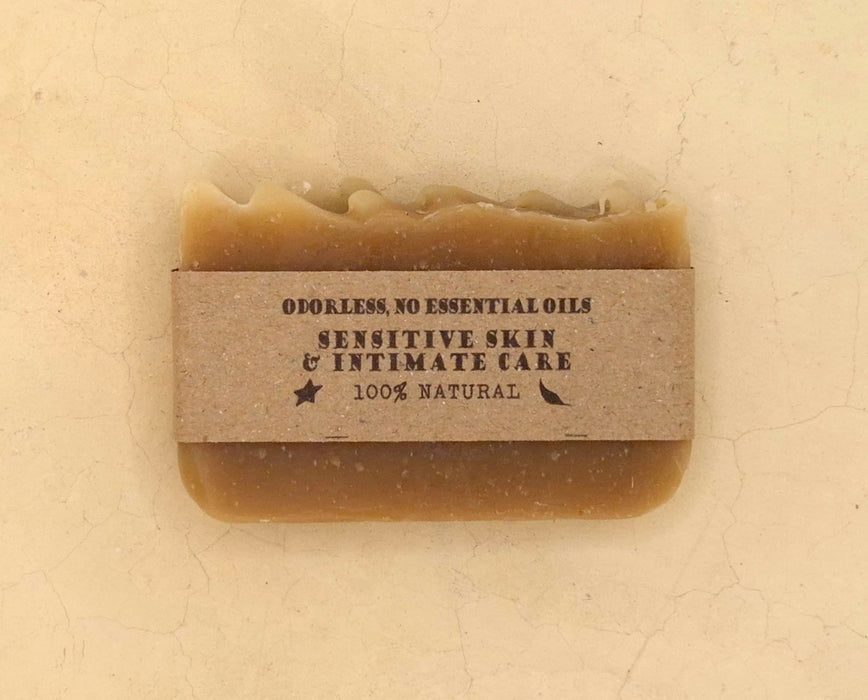 ODORLESS, NO ESSENTIAL OILS
SENSITIVE SKIN
& INTIMATE CARE
100% NATURAL